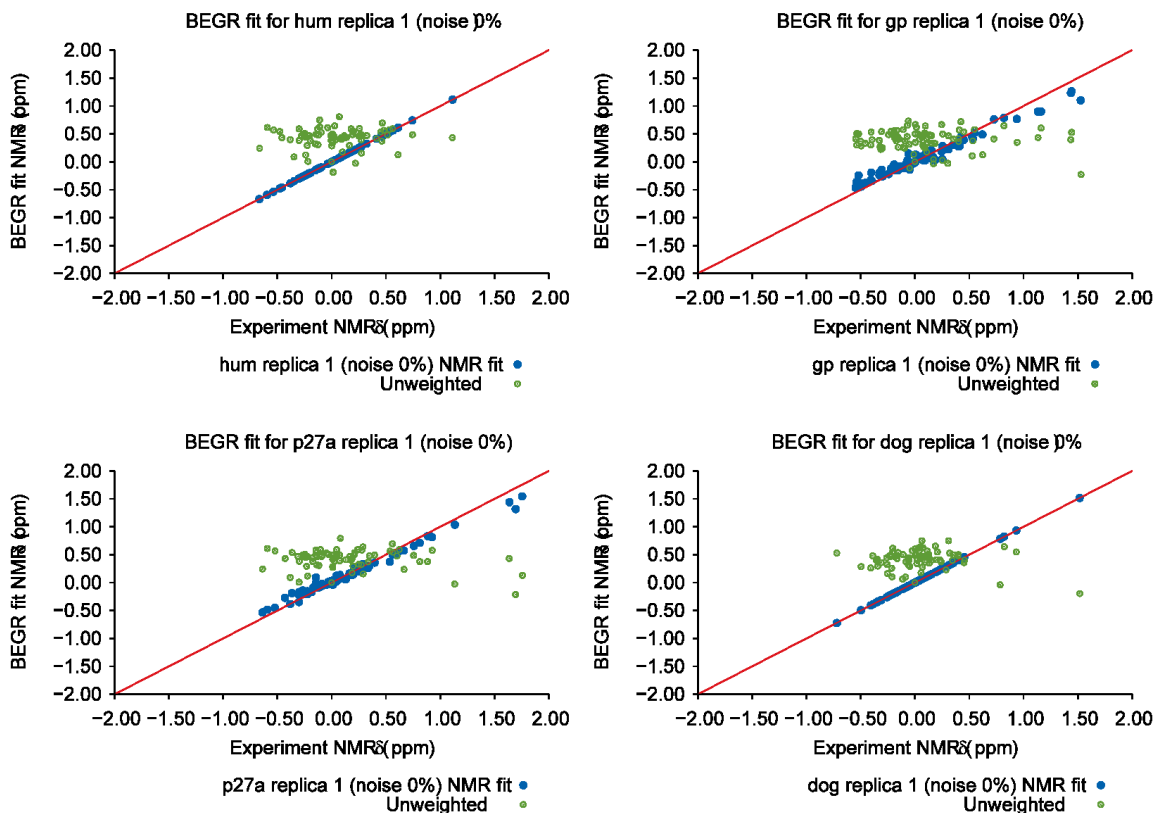 BEGR fit for hum replica 1 (noise )0%
BEGR fit NMRδ (ppm)
2.00
1.50
1.00
0.50
0.00
−0.50
−1.00
−1.50
−2.00
−2.00 −1.50 −1.00 −0.50 0.00 0.50 1.00 1.50 2.00
Experiment NMRδ(ppm)
hum replica 1 (noise 0%) NMR fit
Unweighted
BEGR fit for gp replica 1 (noise 0%)
BEGR fit NMRδ (ppm)
2.00
1.50
1.00
0.50
0.00
−0.50
−1.00
−1.50
−2.00
−2.00 −1.50 −1.00 −0.50 0.00 0.50 1.00 1.50 2.00
Experiment NMRδ(ppm)
gp replica 1 (noise 0%) NMR fit
Unweighted
BEGR fit for p27a replica 1 (noise 0%)
BEGR fit NMRδ (ppm)
2.00
1.50
1.00
0.50
0.00
−0.50
−1.00
−1.50
−2.00
−2.00 −1.50 −1.00 −0.50 0.00 0.50 1.00 1.50 2.00
Experiment NMRδ(ppm)
p27a replica 1 (noise 0%) NMR fit
Unweighted
BEGR fit for dog replica 1 (noise )0%
BEGR fit NMRδ (ppm)
2.00
1.50
1.00
0.50
0.00
−0.50
−1.00
−1.50
−2.00
−2.00 −1.50 −1.00 −0.50 0.00 0.50 1.00 1.50 2.00
Experiment NMRδ(ppm)
dog replica 1 (noise 0%) NMR fit
Unweighted